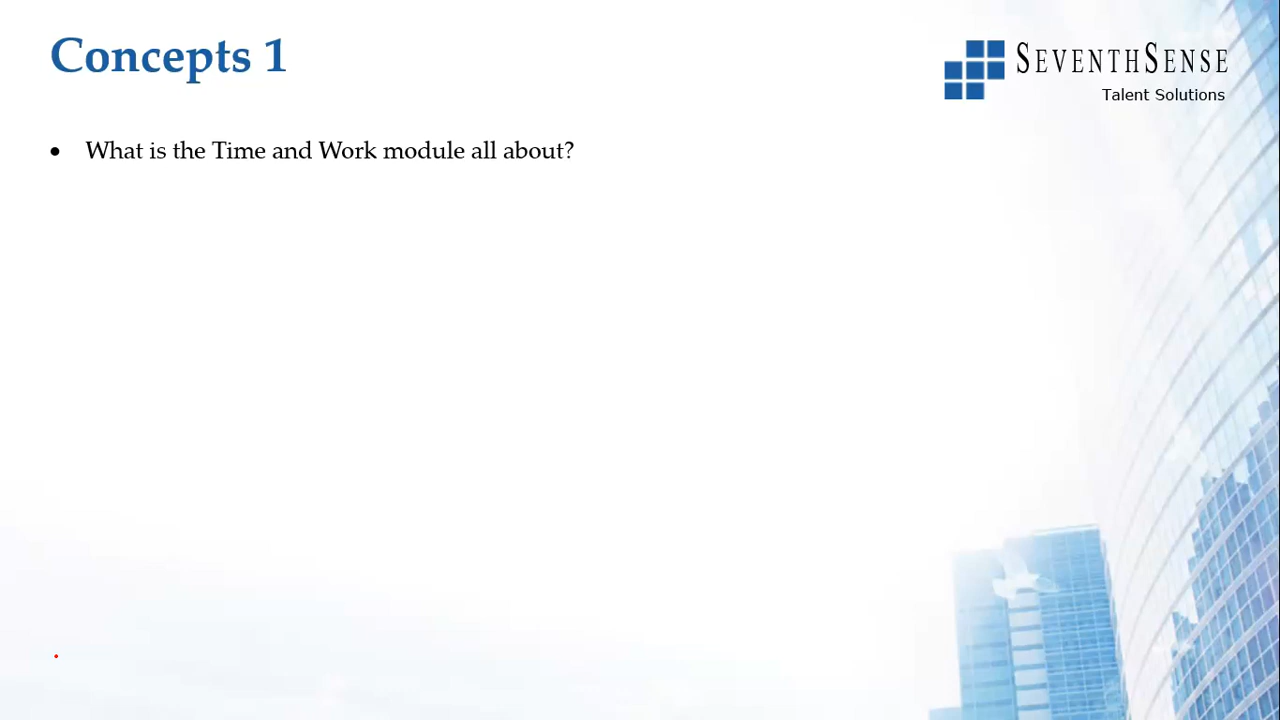 Concepts 1
SEVENTHSENSE
Talent Solutions
• What is the Time and Work module all about?